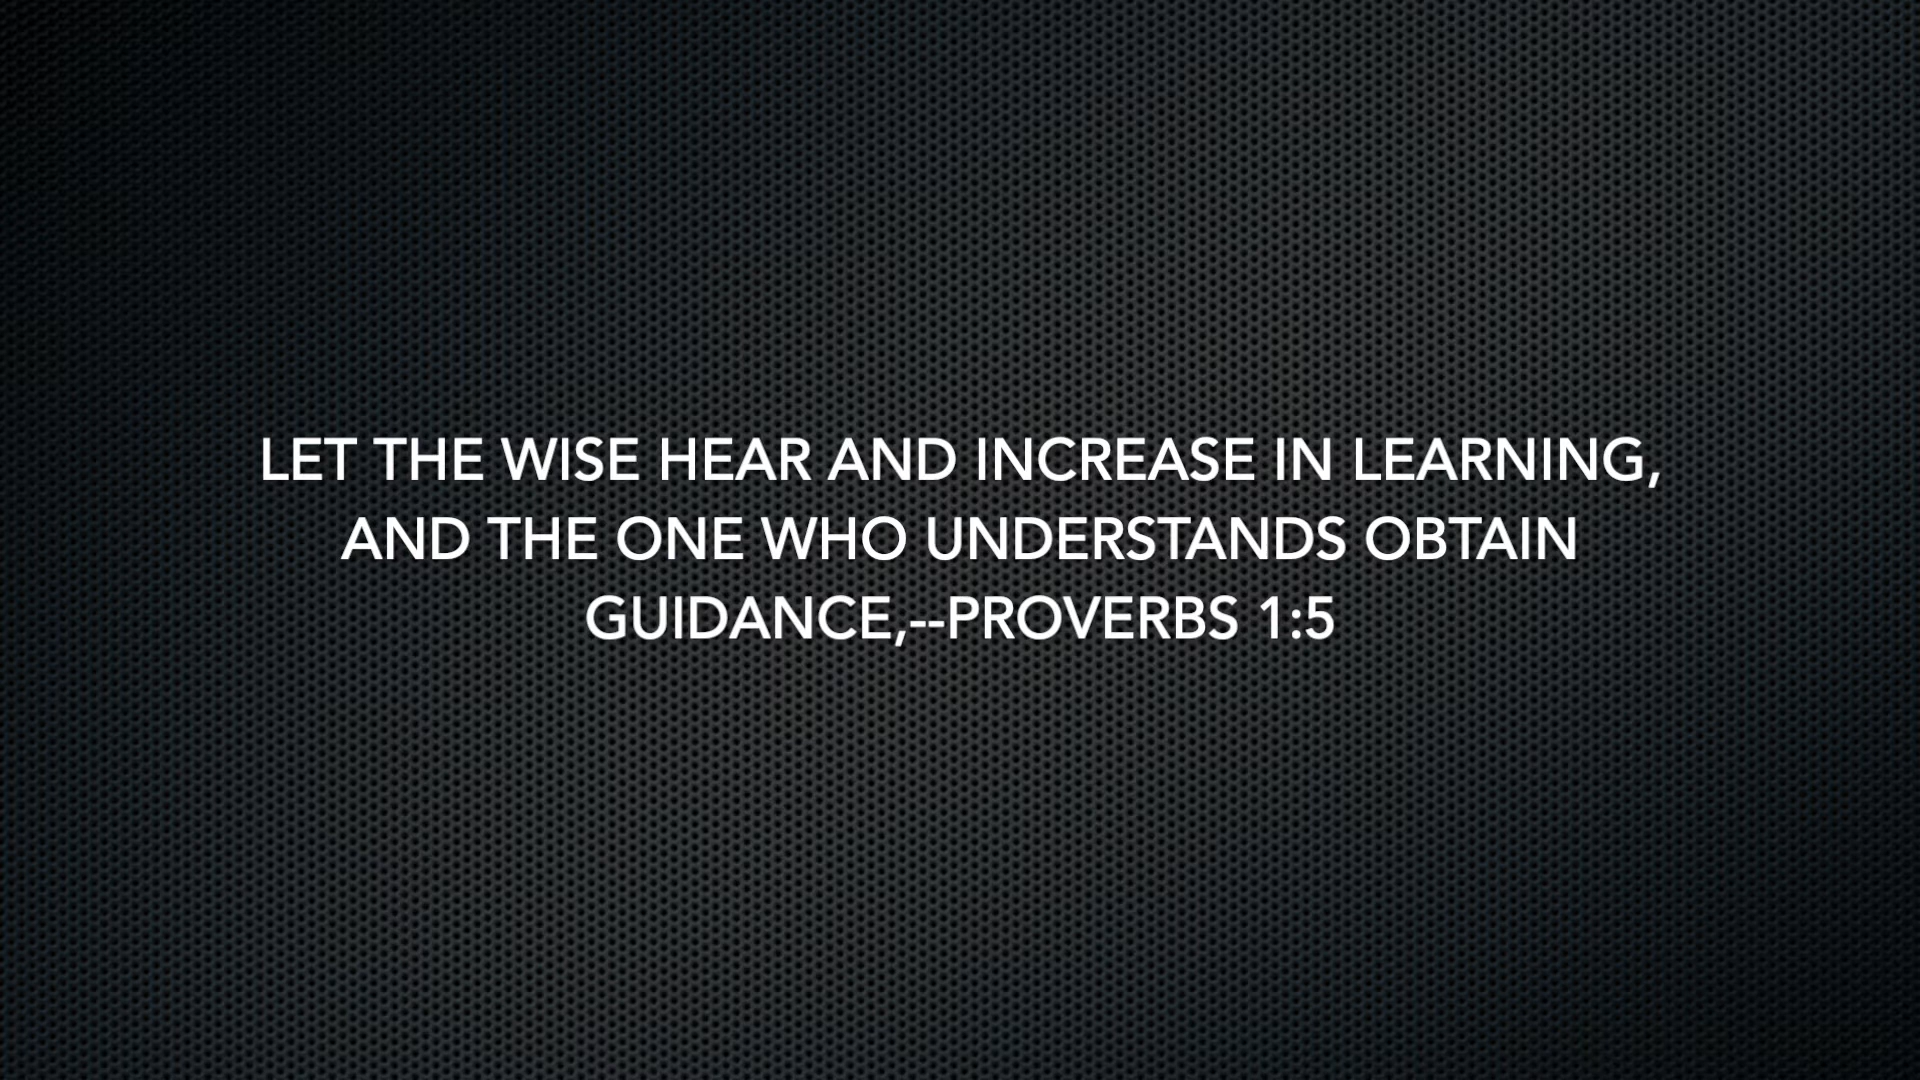 LET THE WISE HEAR AND INCREASE IN LEARNING,
AND THE ONE WHO UNDERSTANDS OBTAIN
GUIDANCE,--PROVERBS 1:5